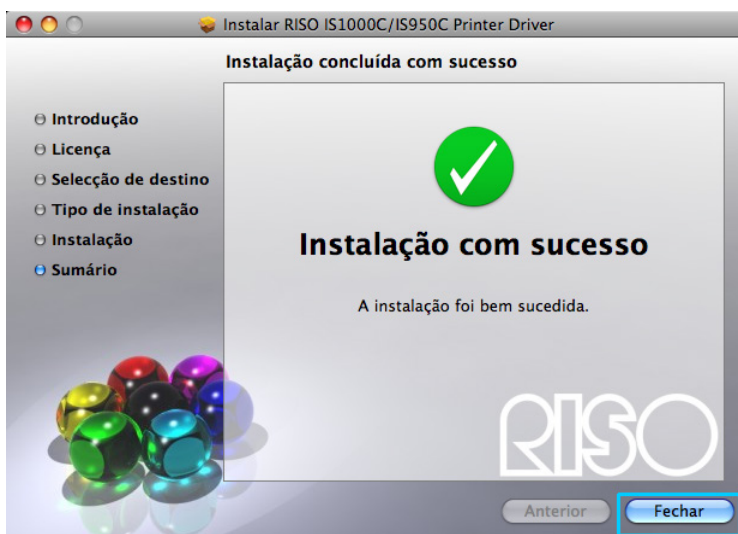 Instalar RISO IS1000C/IS950C Printer Driver
Instalação concluída com sucesso
Introdução
Licença
Selecção de destino
Tipo de instalação
Instalação
Sumário
Instalação com sucesso
A instalação foi bem sucedida.
RISO
Anterior
Fechar